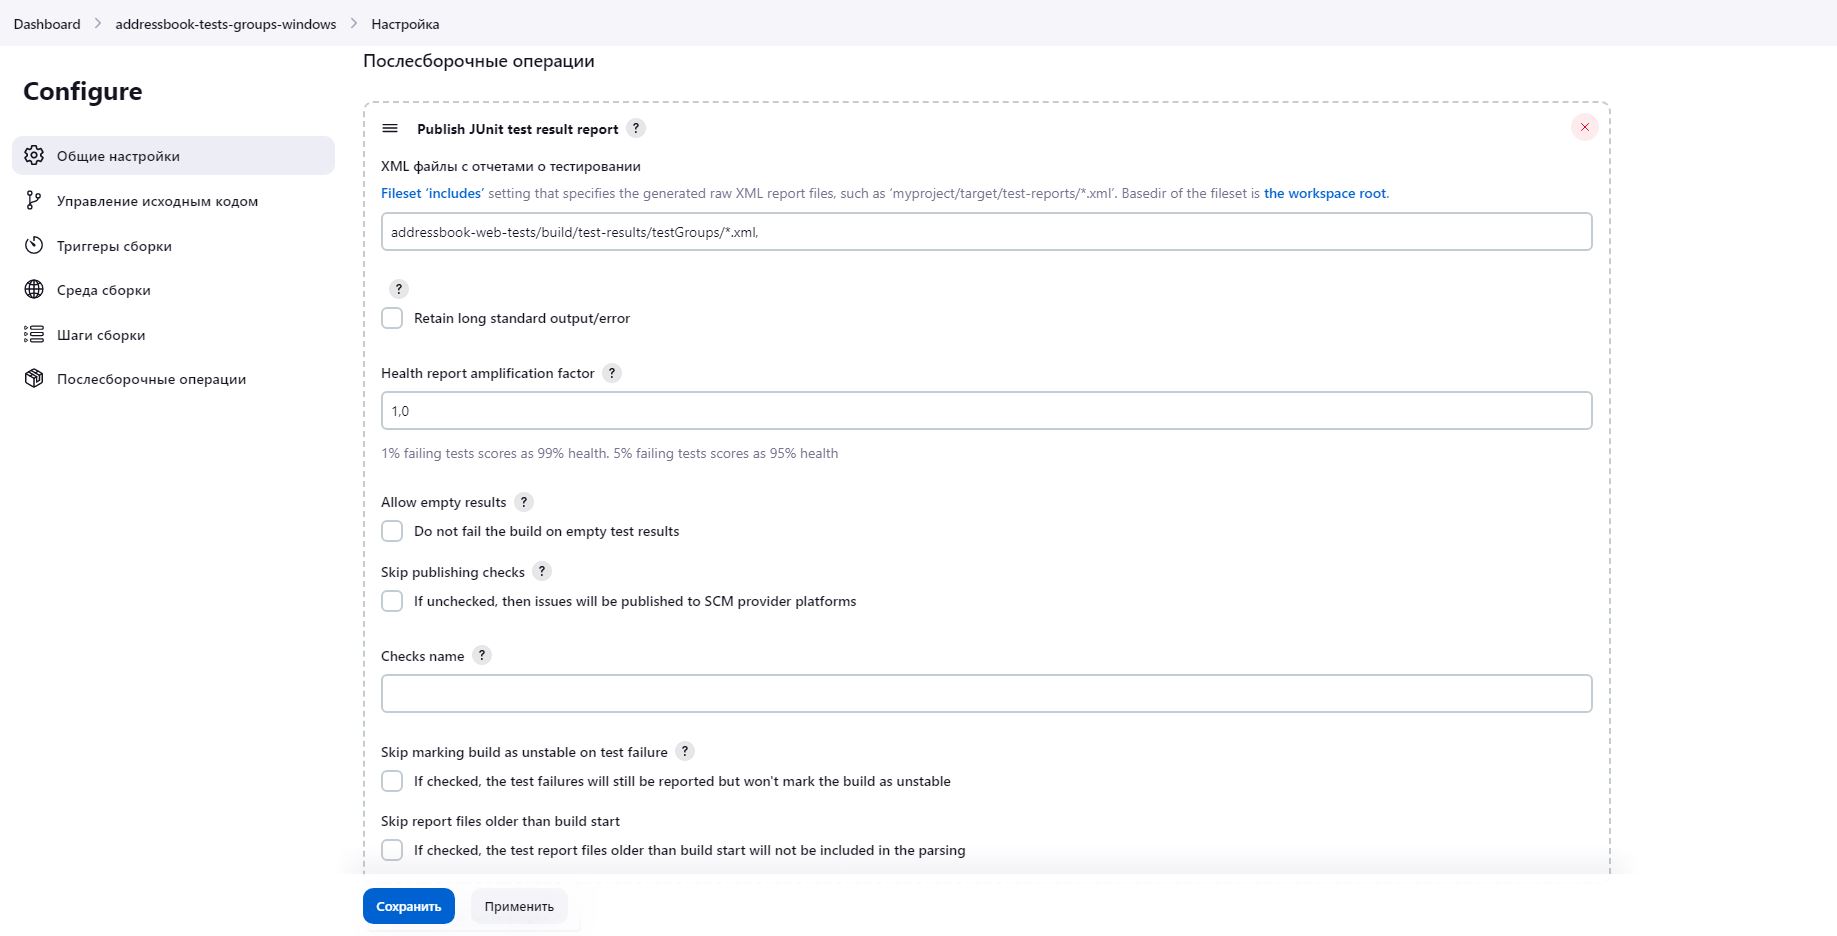 Dashboard > addressbook-tests-groups-windows > Настройка
Configure
Общие настройки
Управление исходным кодом
Триггеры сборки
Среда сборки
Шаги сборки
Послесборочные операции
Послесборочные операции
Publish JUnit test result report ?
XML файлы с отчетами о тестировании
Fileset ‘includes’ setting that specifies the generated raw XML report files, such as ‘myproject/target/test-reports/*.xml’. Basedir of the fileset is the workspace root.
addressbook-web-tests/build/test-results/testGroups/*.xml,
?
Retain long standard output/error
Health report amplification factor ?
1,0
1% failing tests scores as 99% health. 5% failing tests scores as 95% health
Allow empty results ?
Do not fail the build on empty test results
Skip publishing checks ?
If unchecked, then issues will be published to SCM provider platforms
Checks name ?
Skip marking build as unstable on test failure ?
If checked, the test failures will still be reported but won't mark the build as unstable
Skip report files older than build start
If checked, the test report files older than build start will not be included in the parsing
Сохранить
Применить